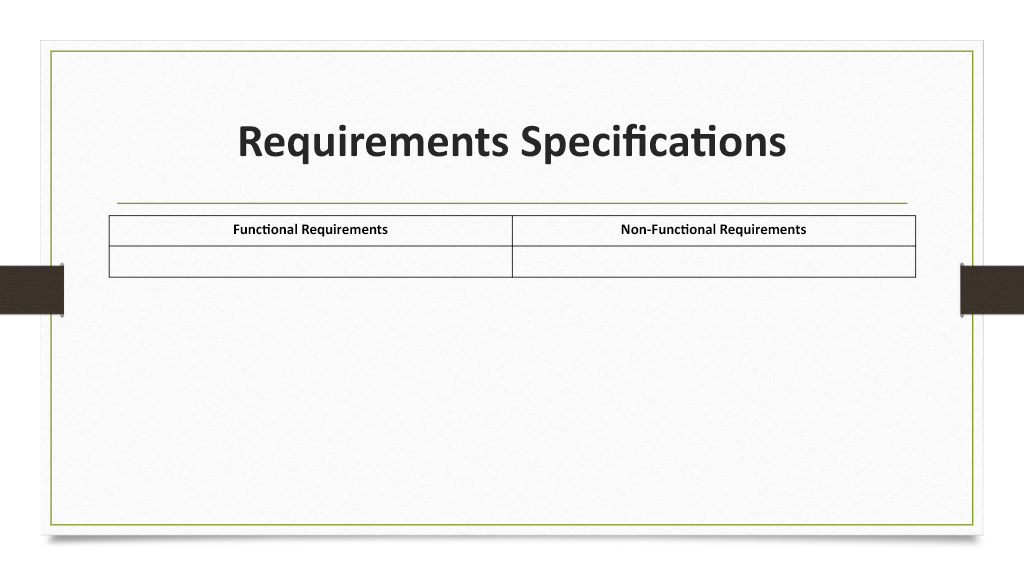 Requirements Specifications
Functional Requirements
Non-Functional Requirements